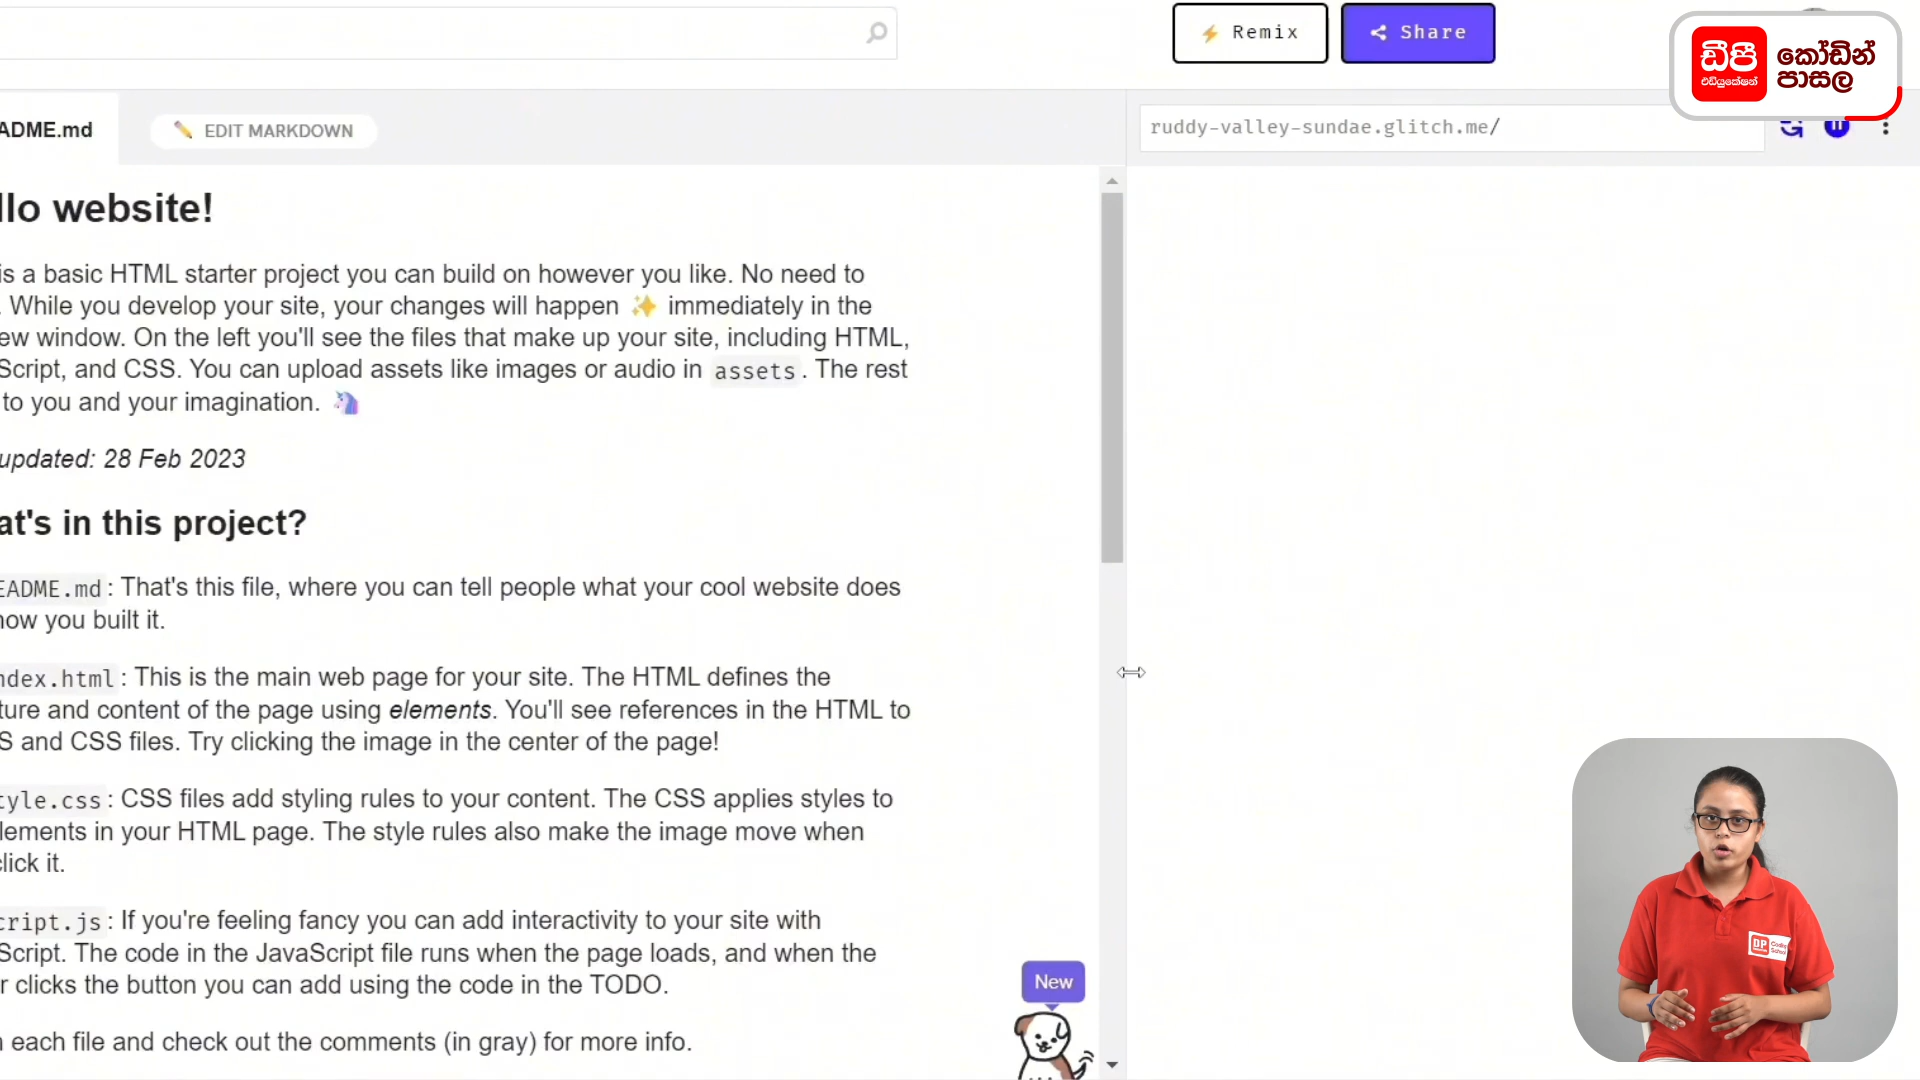 Remix
Share
ඩීපී
එඩියුකේෂන්
කෝඩින්
පාසල
ADME.md
EDIT MARKDOWN
ruddy-valley-sundae.glitch.me/
llo website!
is a basic HTML starter project you can build on however you like. No need to
. While you develop your site, your changes will happen ✨ immediately in the
ew window. On the left you'll see the files that make up your site, including HTML,
Script, and CSS. You can upload assets like images or audio in assets. The rest
to you and your imagination. 🦄
updated: 28 Feb 2023
at's in this project?
EADME.md: That's this file, where you can tell people what your cool website does
how you built it.
ndex.html: This is the main web page for your site. The HTML defines the
ture and content of the page using elements. You'll see references in the HTML to
S and CSS files. Try clicking the image in the center of the page!
tyle.css: CSS files add styling rules to your content. The CSS applies styles to
lements in your HTML page. The style rules also make the image move when
click it.
cript.js: If you're feeling fancy you can add interactivity to your site with
Script. The code in the JavaScript file runs when the page loads, and when the
r clicks the button you can add using the code in the TODO.
n each file and check out the comments (in gray) for more info.
New
DP
Coding
School